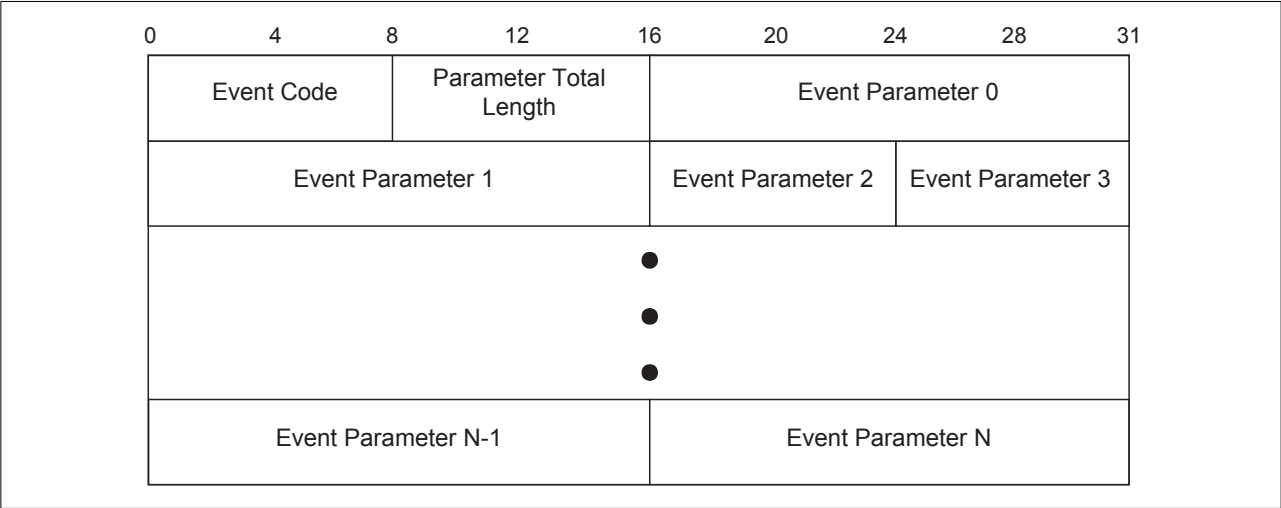 0 4 8 12 16 20 24 28 31
Event Code
Parameter Total
Length
Event Parameter 0
Event Parameter 1
Event Parameter 2
Event Parameter 3
Event Parameter N-1
Event Parameter N